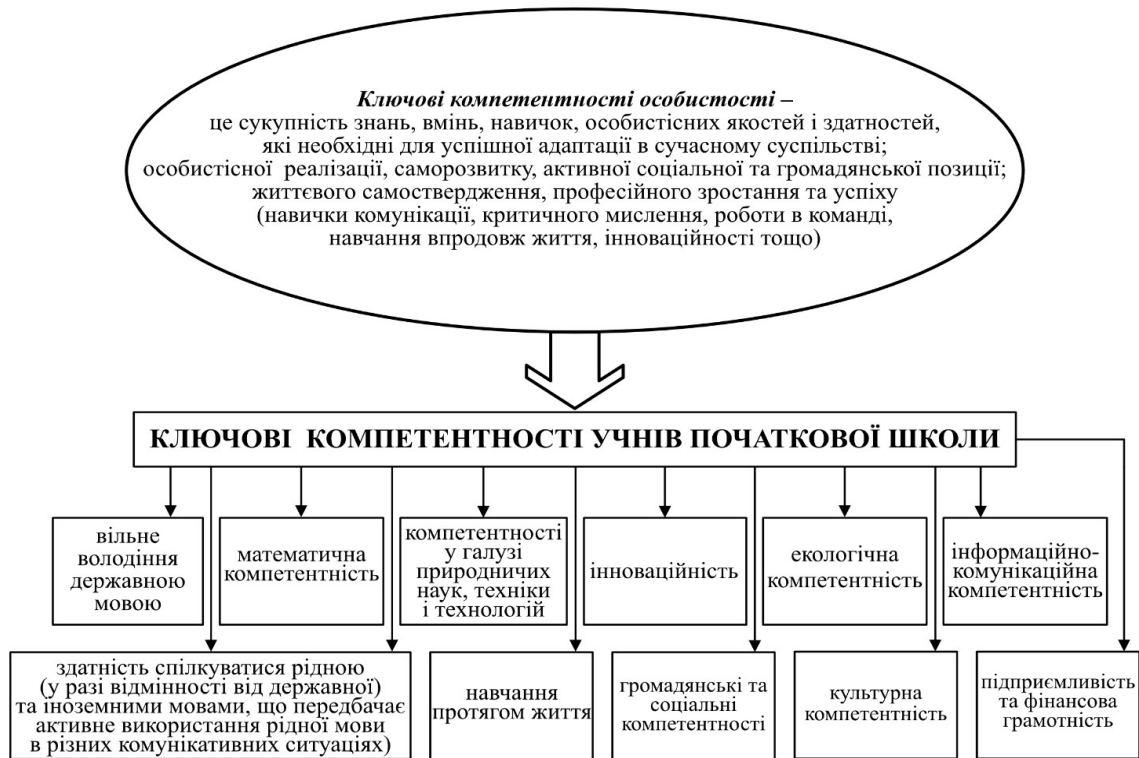 Ключові компетентності особистості –
це сукупність знань, вмінь, навичок, особистісних якостей і здатностей,
які необхідні для успішної адаптації в сучасному суспільстві;
особистісної реалізації, саморозвитку, активної соціальної та громадянської позиції;
життєвого самоствердження, професійного зростання та успіху
(навички комунікації, критичного мислення, роботи в команді,
навчання впродовж життя, інноваційності тощо)
КЛЮЧОВІ КОМПЕТЕНТНОСТІ УЧНІВ ПОЧАТКОВОЇ ШКОЛИ
вільне
володіння
державною
мовою
математична
компетентність
компетентності
у галузі
природничих
наук, техніки
і технологій
інноваційність
екологічна
компетентність
інформаційно-
комунікаційна
компетентність
здатність спілкуватися рідною
(у разі відмінності від державної)
та іноземними мовами, що передбачає
активне використання рідної мови
в різних комунікативних ситуаціях)
навчання
протягом життя
громадянські та
соціальні
компетентності
культурна
компетентність
підприємливість
та фінансова
грамотність